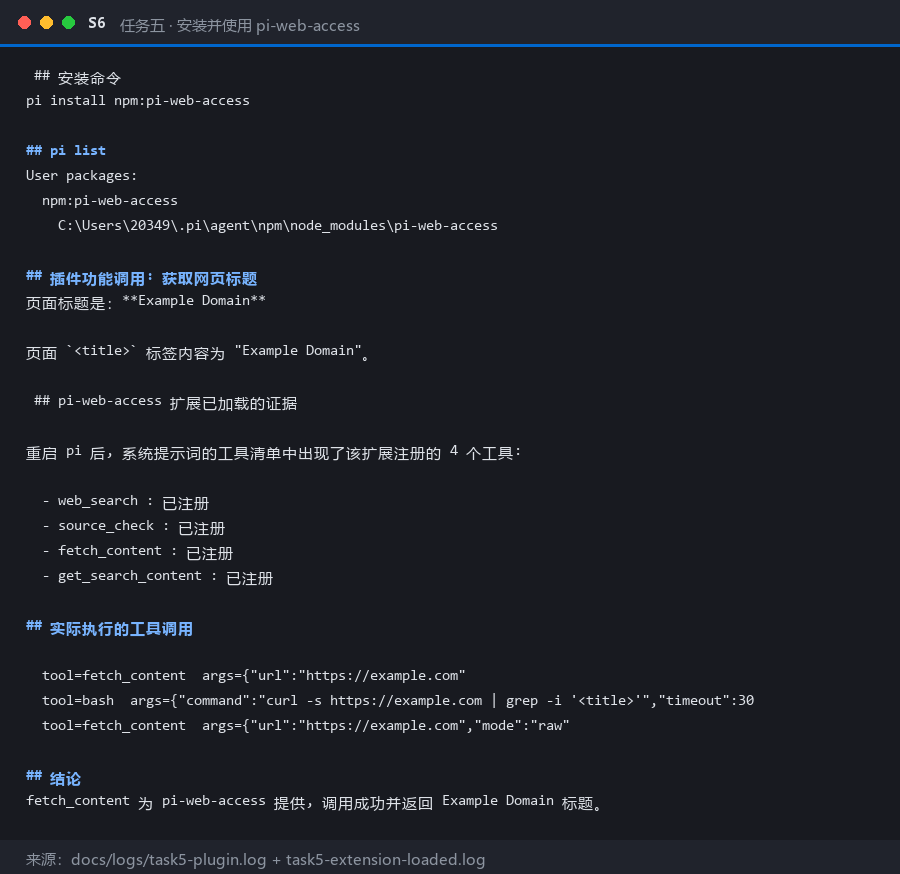 S6 任务五 · 安装并使用 pi-web-access
## 安装命令
pi install npm:pi-web-access
## pi list
User packages:
npm:pi-web-access
C:\Users\20349\.pi\agent\npm\node_modules\pi-web-access
## 插件功能调用：获取网页标题
页面标题是：**Example Domain**
页面 `<title>` 标签内容为 "Example Domain"。
## pi-web-access 扩展已加载的证据
重启 pi 后，系统提示词的工具清单中出现了该扩展注册的 4 个工具：
- web_search : 已注册
- source_check : 已注册
- fetch_content : 已注册
- get_search_content : 已注册
## 实际执行的工具调用
tool=fetch_content  args={"url":"https://example.com"
tool=bash  args={"command":"curl -s https://example.com | grep -i '<title>'","timeout":30
tool=fetch_content  args={"url":"https://example.com","mode":"raw"
## 结论
fetch_content 为 pi-web-access 提供，调用成功并返回 Example Domain 标题。
来源：docs/logs/task5-plugin.log + task5-extension-loaded.log